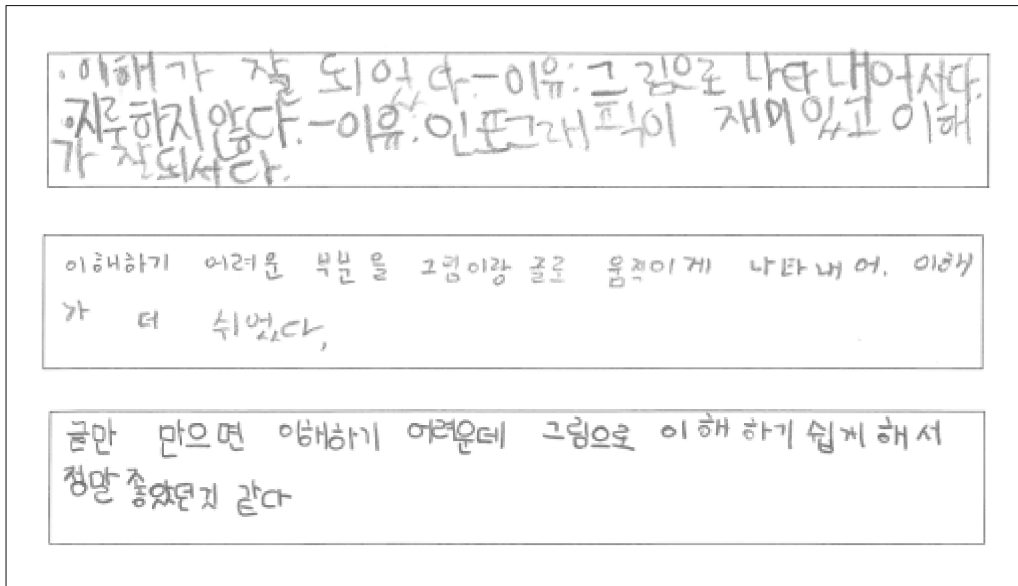 ·이해가 잘 되었다.-이유:그림으로 나타내어서다.
·지루하지않다.-이유:인포그래픽이 재미있고 이해
가 잘되서다.
이해하기 어려운 부분을 그림이랑 글로 움직이게 나타내어. 이해
가 더 쉬웠다,
글만 많으면 이해하기 어려운데 그림으로 이해하기쉽게해서
정말좋았던것 같다